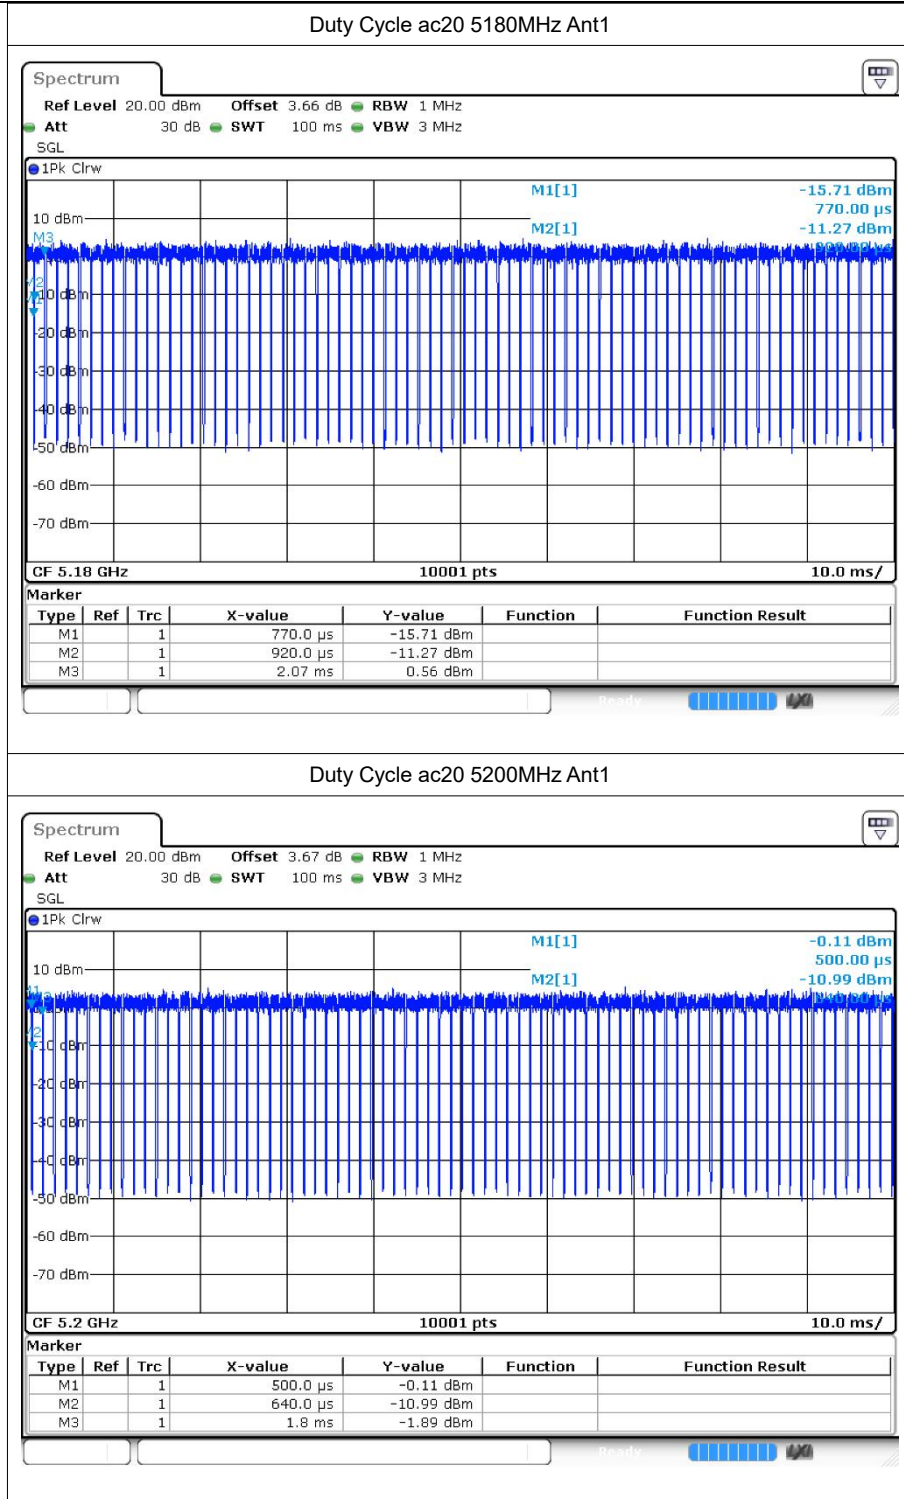 Duty Cycle ac20 5180MHz Ant1
Spectrum
Ref Level 20.00 dBm Offset 3.66 dB RBW 1 MHz
Att 30 dB SWT 100 ms VBW 3 MHz
SGL
1Pk Clrw
M1[1] -15.71 dBm
770.00 µs
10 dBm
M2[1] -11.27 dBm
M3
-10 dBm
-20 dBm
-30 dBm
-40 dBm
-50 dBm
-60 dBm
-70 dBm
CF 5.18 GHz 10001 pts 10.0 ms/
Marker
Type Ref Trc X-value Y-value Function Function Result
M1 1 770.0 µs -15.71 dBm
M2 1 920.0 µs -11.27 dBm
M3 1 2.07 ms 0.56 dBm
Ready LXI
Duty Cycle ac20 5200MHz Ant1
Spectrum
Ref Level 20.00 dBm Offset 3.67 dB RBW 1 MHz
Att 30 dB SWT 100 ms VBW 3 MHz
SGL
1Pk Clrw
M1[1] -0.11 dBm
500.00 µs
10 dBm
M2[1] -10.99 dBm
-10 dBm
-20 dBm
-30 dBm
-40 dBm
-50 dBm
-60 dBm
-70 dBm
CF 5.2 GHz 10001 pts 10.0 ms/
Marker
Type Ref Trc X-value Y-value Function Function Result
M1 1 500.0 µs -0.11 dBm
M2 1 640.0 µs -10.99 dBm
M3 1 1.8 ms -1.89 dBm
Ready LXI